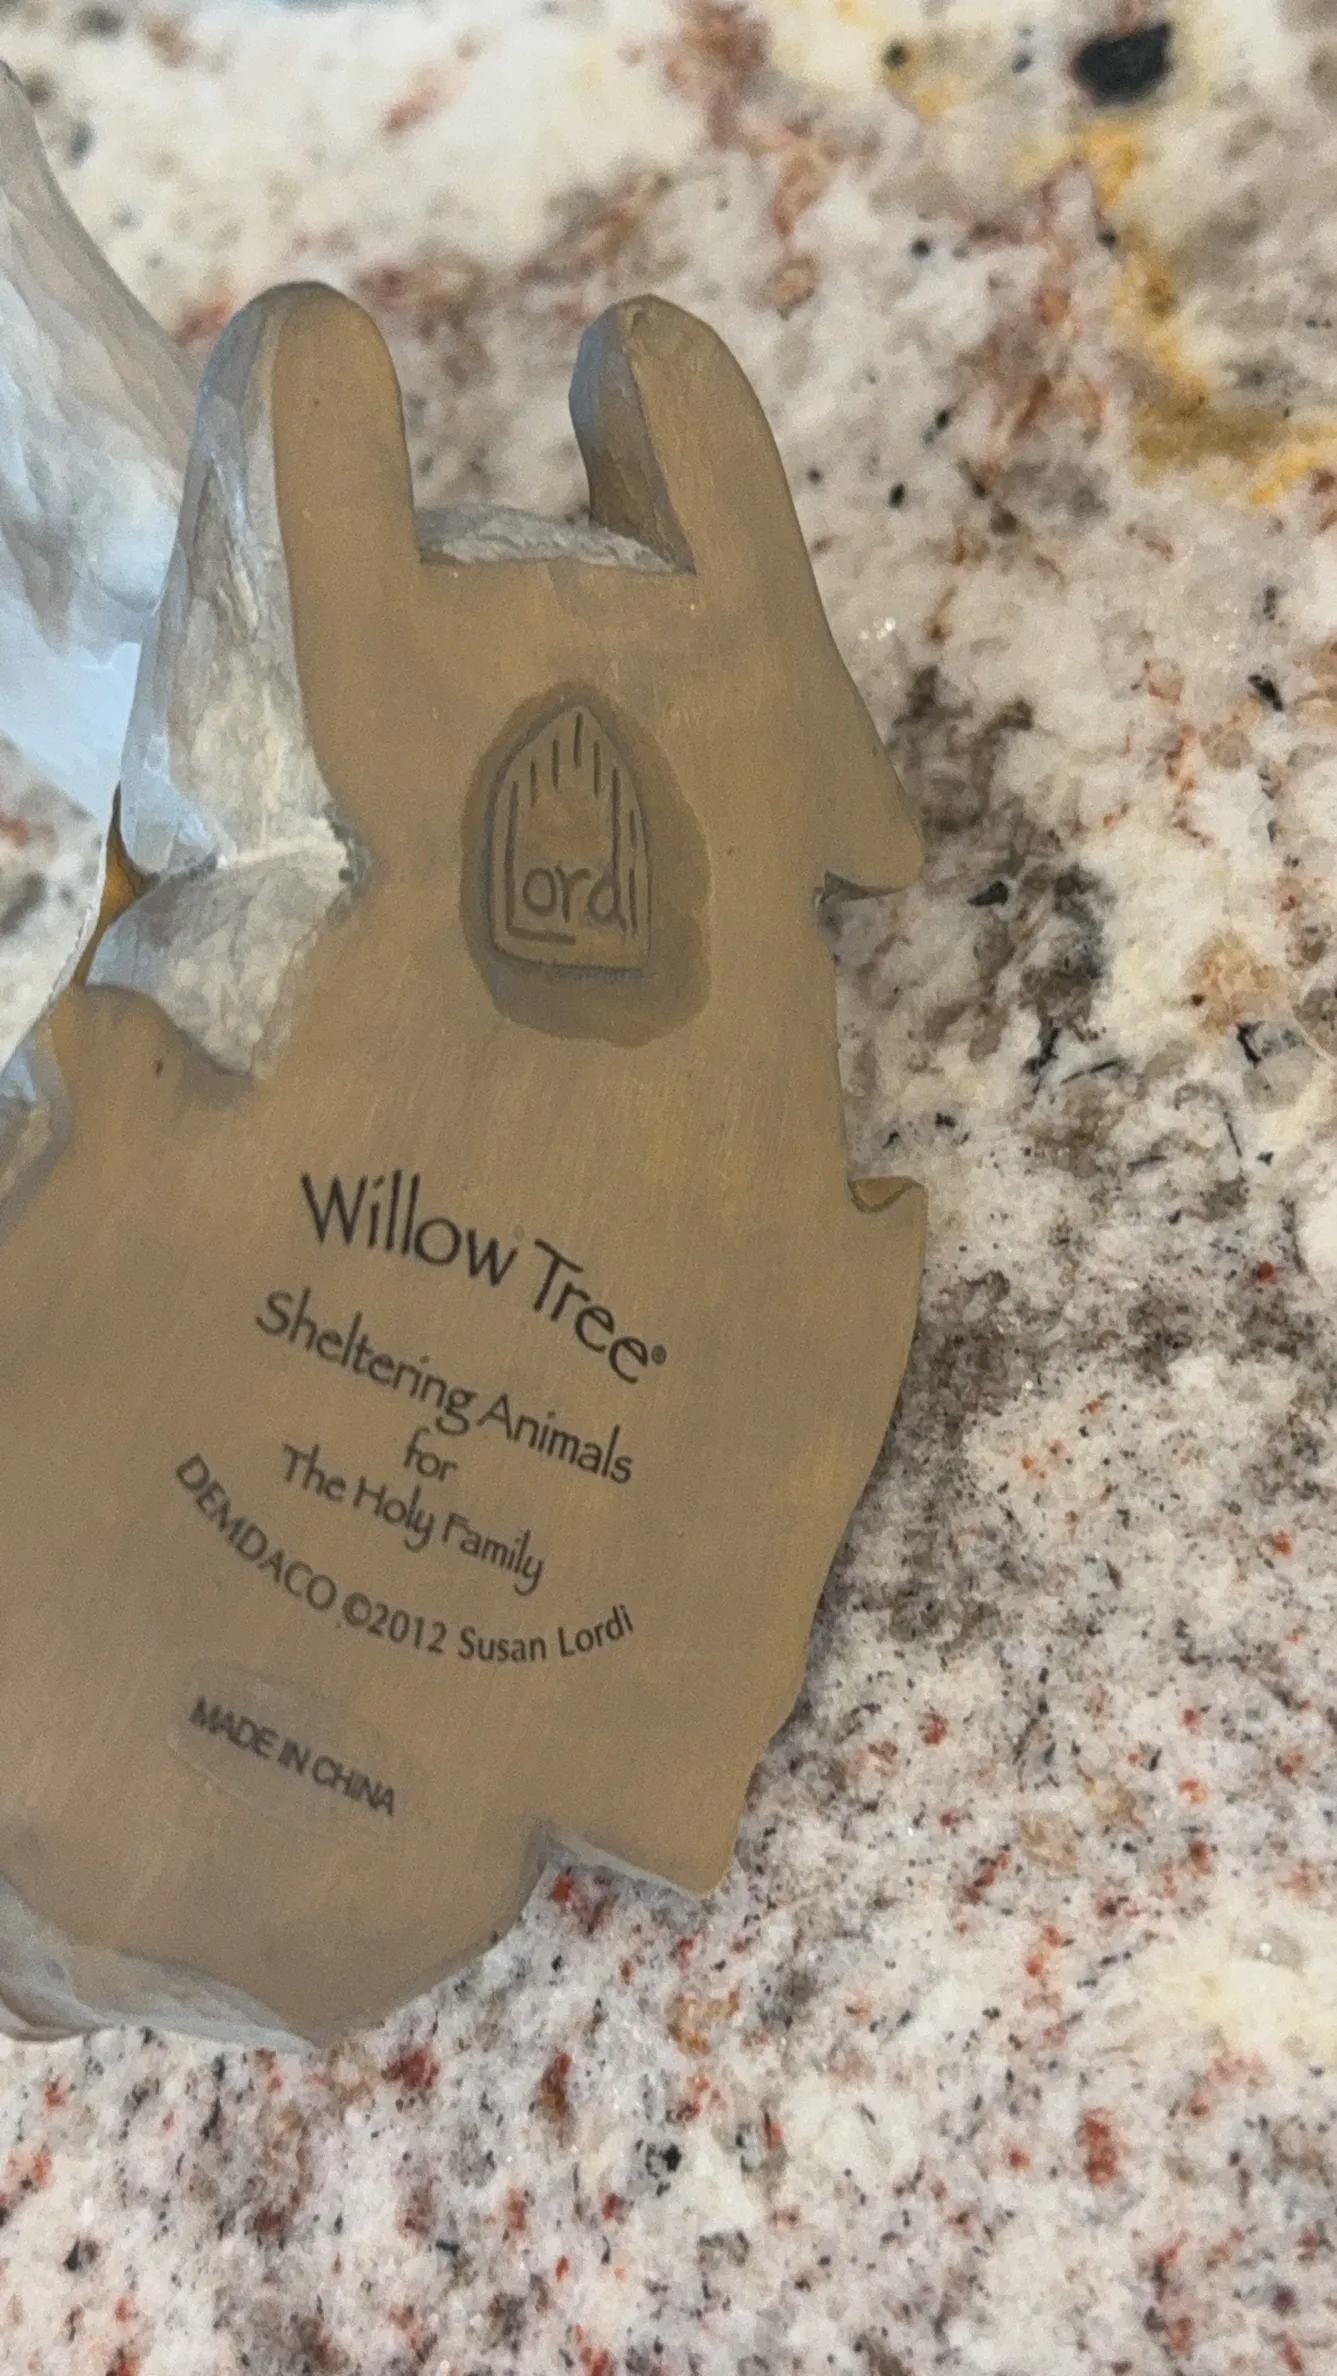 Lordi
Willow Tree®
Sheltering Animals
for
The Holy Family
DEMDACO ©2012 Susan Lordi
MADE IN CHINA